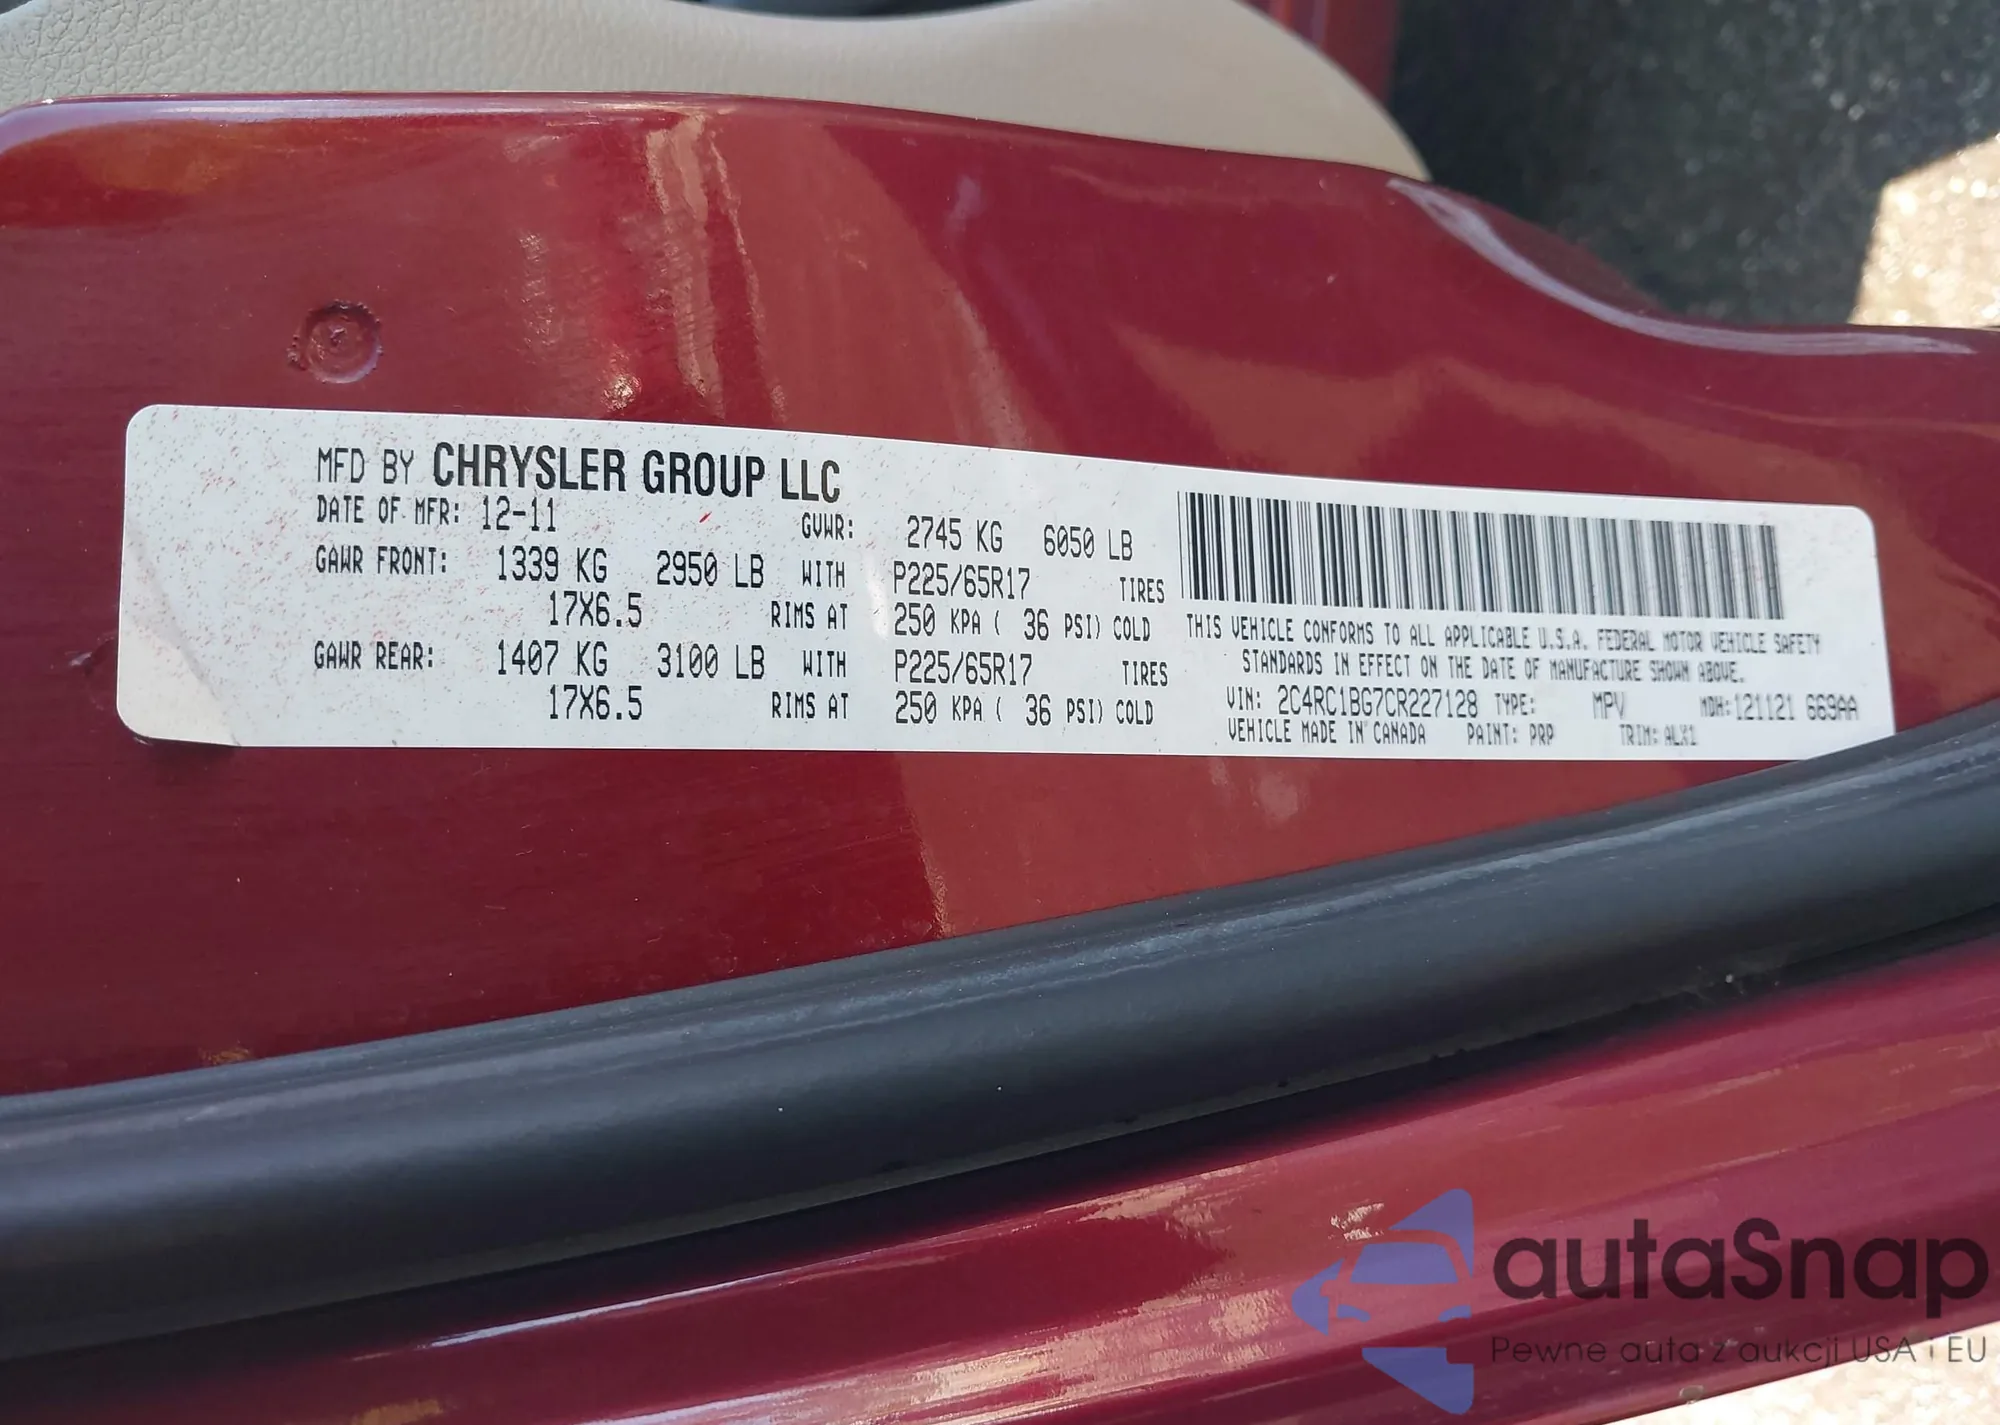 MFD BY CHRYSLER GROUP LLC
DATE OF MFR: 12-11 GVWR: 2745 KG 6050 LB
GAWR FRONT: 1339 KG 2950 LB WITH P225/65R17 TIRES
17X6.5 RIMS AT 250 KPA ( 36 PSI) COLD
GAWR REAR: 1407 KG 3100 LB WITH P225/65R17 TIRES
17X6.5 RIMS AT 250 KPA ( 36 PSI) COLD
THIS VEHICLE CONFORMS TO ALL APPLICABLE U.S.A. FEDERAL MOTOR VEHICLE SAFETY
STANDARDS IN EFFECT ON THE DATE OF MANUFACTURE SHOWN ABOVE.
VIN: 2C4RC1BG7CR227128 TYPE: MPV MDH:121121 669AA
VEHICLE MADE IN CANADA PAINT: PRP TRIM: ALX1
autaSnap
Pewne auta z aukcji USA i EU